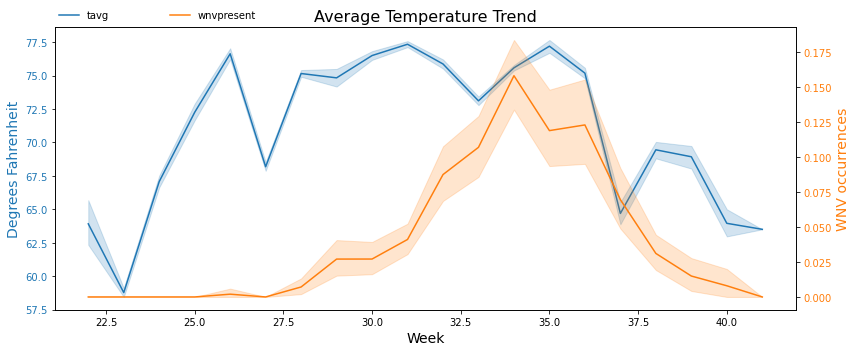 Average Temperature Trend
tavg
wnvpresent
Degrees Fahrenheit
77.5
75.0
72.5
70.0
67.5
65.0
62.5
60.0
57.5
22.5 25.0 27.5 30.0 32.5 35.0 37.5 40.0
Week
0.175
0.150
0.125
0.100
0.075
0.050
0.025
0.000
WNV occurrences